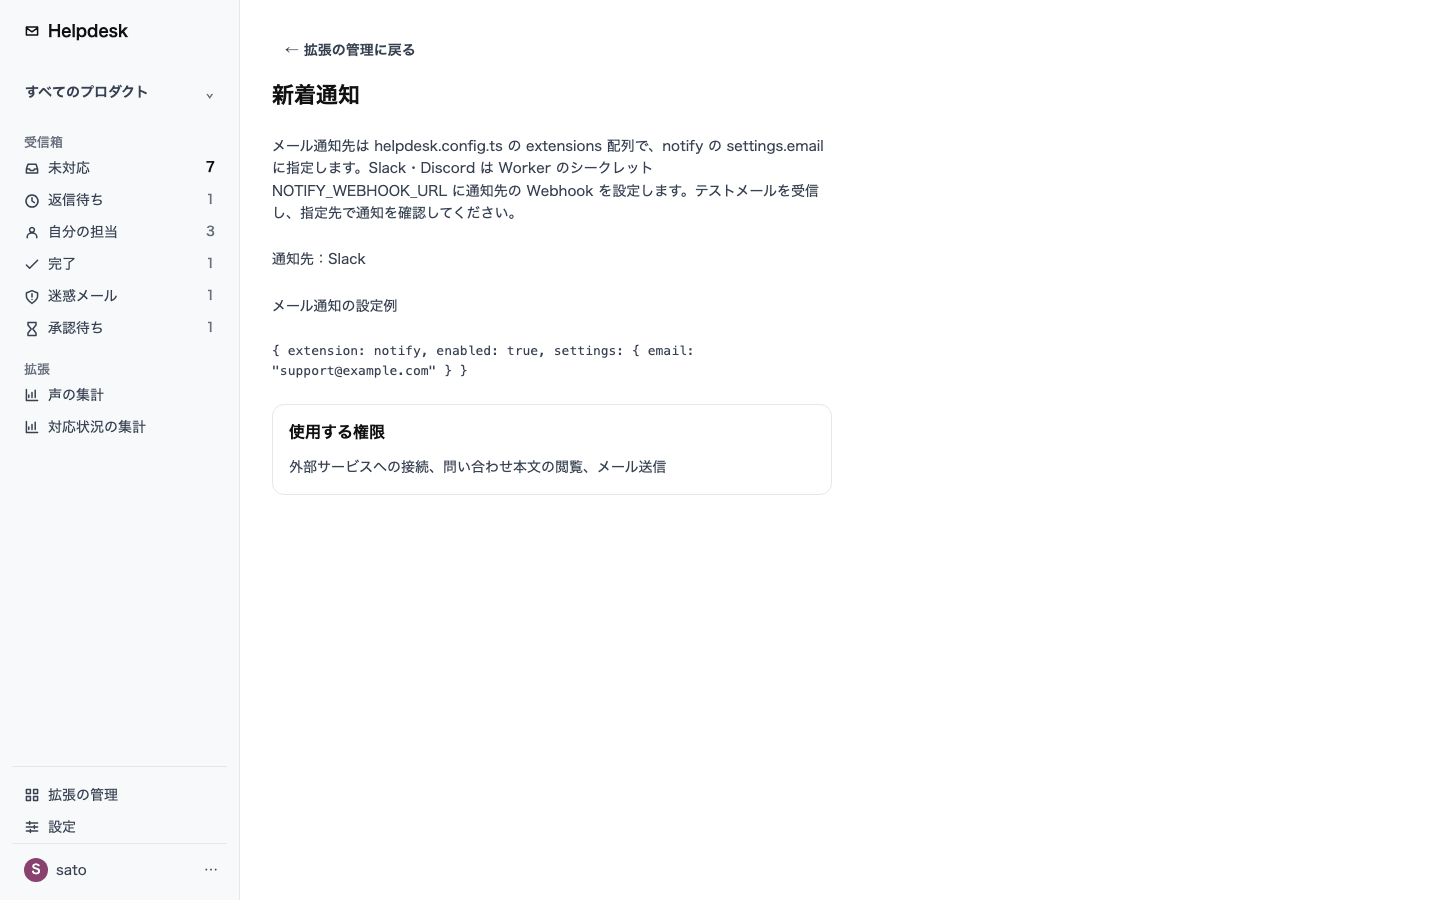 Helpdesk
すべてのプロダクト
受信箱
未対応 7
返信待ち 1
自分の担当 3
完了 1
迷惑メール 1
承認待ち 1
拡張
声の集計
対応状況の集計
拡張の管理
設定
S sato …
← 拡張の管理に戻る
新着通知
メール通知先は helpdesk.config.ts の extensions 配列で、notify の settings.email
に指定します。Slack・Discord は Worker のシークレット
NOTIFY_WEBHOOK_URL に通知先の Webhook を設定します。テストメールを受信
し、指定先で通知を確認してください。
通知先：Slack
メール通知の設定例
{ extension: notify, enabled: true, settings: { email:
"support@example.com" } }
使用する権限
外部サービスへの接続、問い合わせ本文の閲覧、メール送信